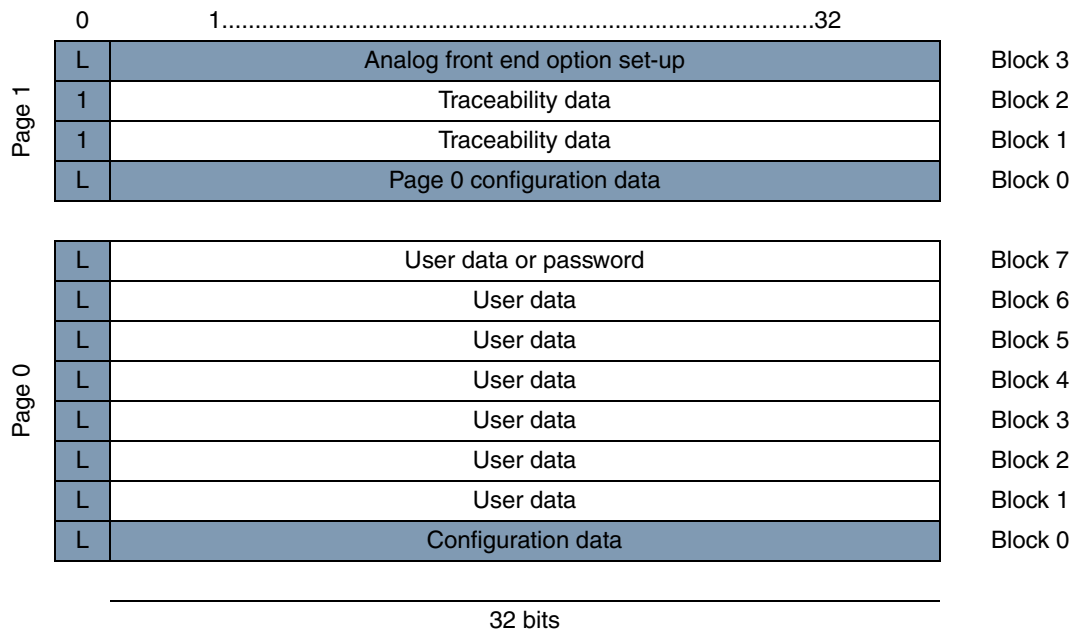 0 1................................................................................32
L Analog front end option set-up Block 3
1 Traceability data Block 2
1 Traceability data Block 1
L Page 0 configuration data Block 0
Page 1
L User data or password Block 7
L User data Block 6
L User data Block 5
L User data Block 4
L User data Block 3
L User data Block 2
L User data Block 1
L Configuration data Block 0
Page 0
32 bits